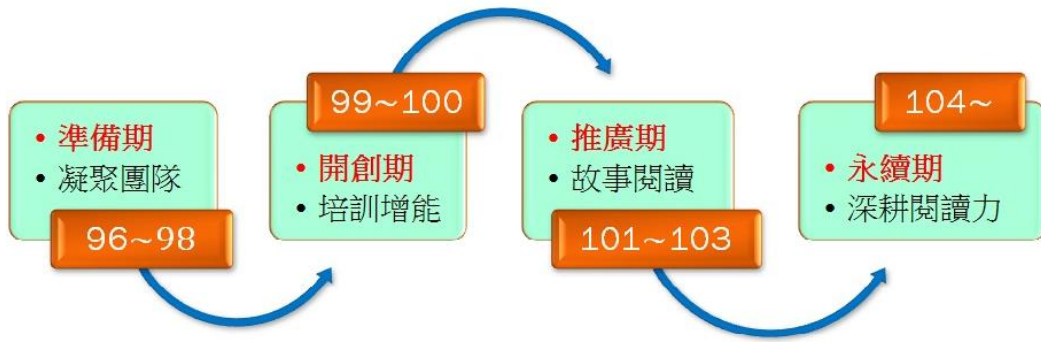 • 準備期
• 凝聚團隊
96~98
99~100
• 開創期
• 培訓增能
• 推廣期
• 故事閱讀
101~103
104~
• 永續期
• 深耕閱讀力